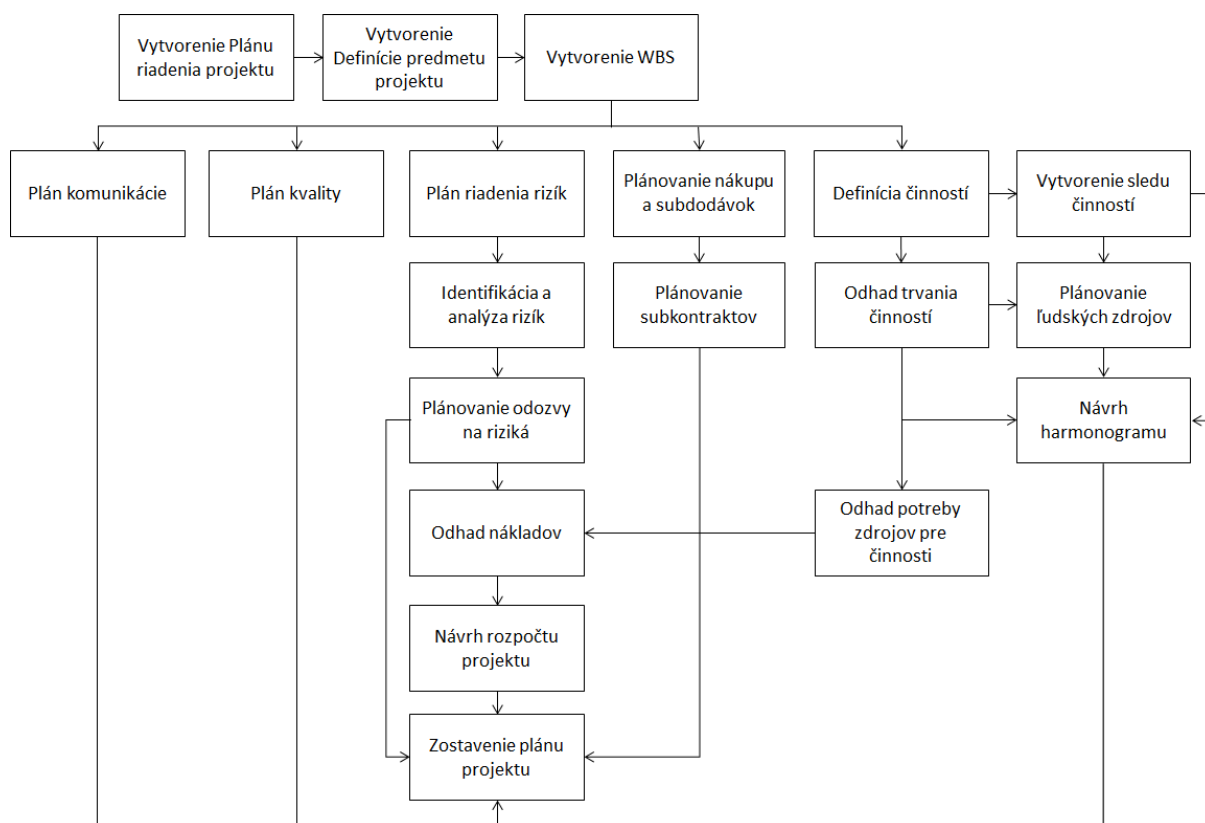 Vytvorenie Plánu
riadenia projektu
Vytvorenie
Definície predmetu
projektu
Vytvorenie WBS
Plán komunikácie
Plán kvality
Plán riadenia rizík
Plánovanie nákupu
a subdodávok
Definícia činností
Vytvorenie sledu
činností
Identifikácia a
analýza rizík
Plánovanie
subkontraktov
Odhad trvania
činností
Plánovanie
ľudských zdrojov
Plánovanie odozvy
na riziká
Návrh
harmonogramu
Odhad nákladov
Odhad potreby
zdrojov pre
činnosti
Návrh rozpočtu
projektu
Zostavenie plánu
projektu